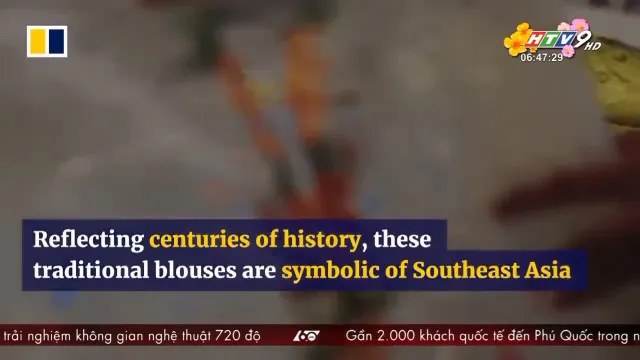 HTV9 HD
06:47:29
Reflecting centuries of history, these
traditional blouses are symbolic of Southeast Asia
trải nghiệm không gian nghệ thuật 720 độ
60
Gần 2.000 khách quốc tế đến Phú Quốc trong n